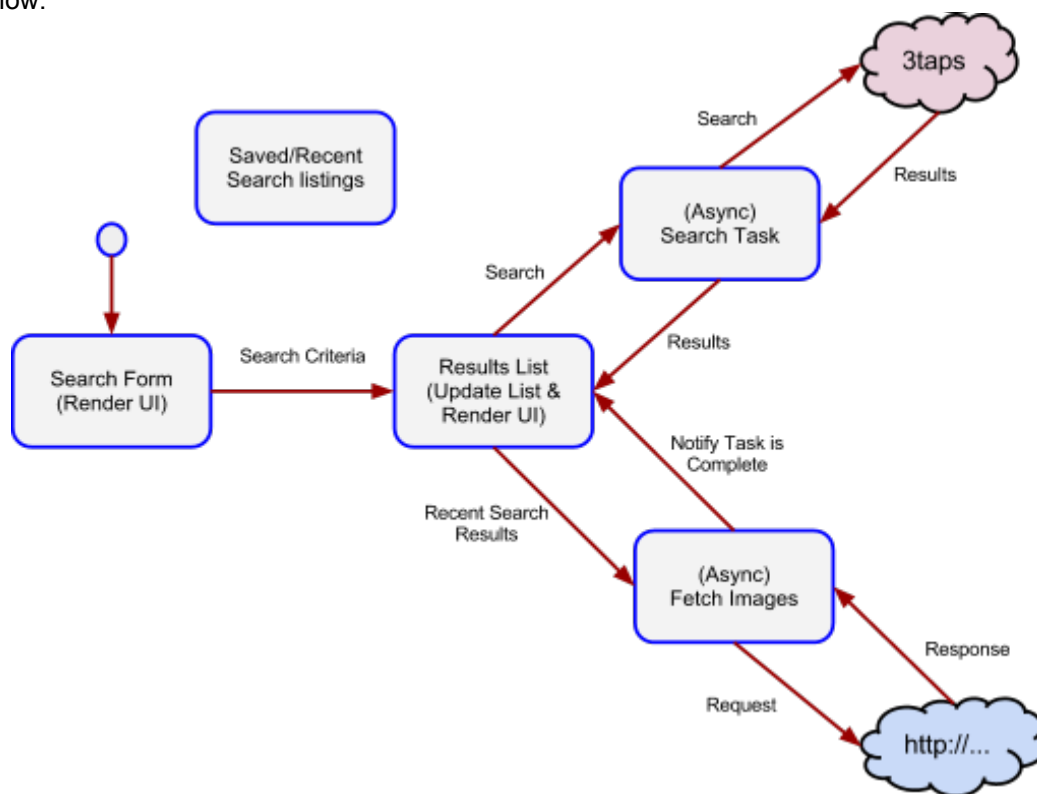 3taps
Search
Saved/Recent
Search listings
Results
(Async)
Search Task
Search
Search Criteria
Results
Search Form
(Render UI)
Results List
(Update List &
Render UI)
Notify Task is
Complete
Recent Search
Results
(Async)
Fetch Images
Response
Request
http://...